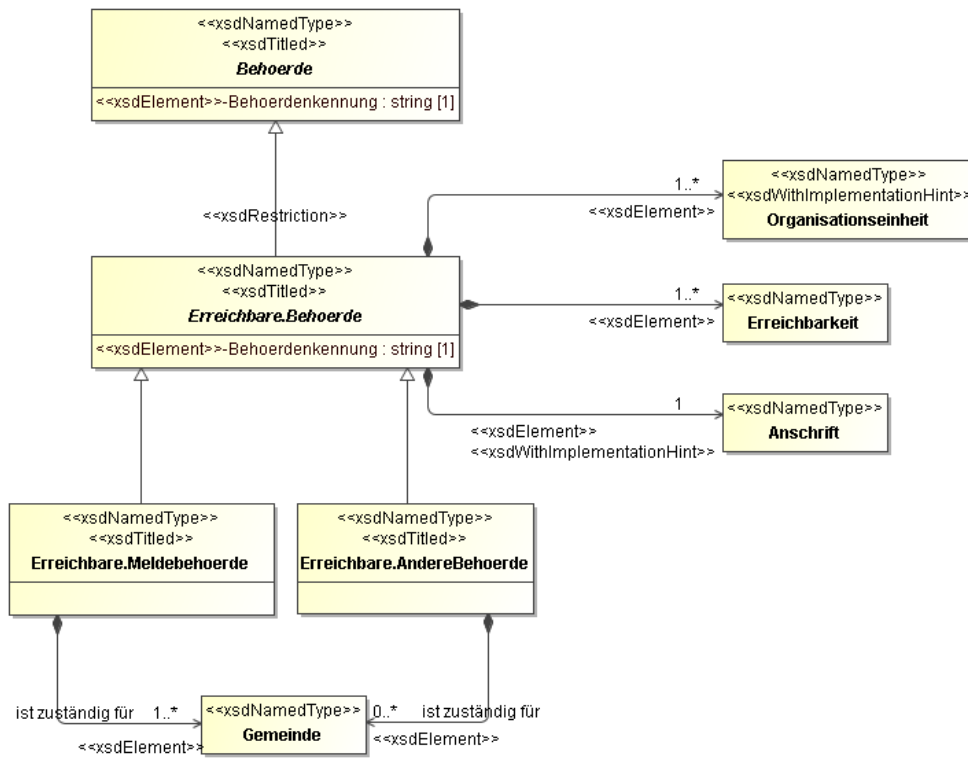 <<xsdNamedType>>
<<xsdTitled>>
Behoerde
<<xsdElement>>-Behoerdenkennung : string [1]
<<xsdRestriction>>
1..*
<<xsdElement>>
<<xsdNamedType>>
<<xsdWithImplementationHint>>
Organisationseinheit
<<xsdNamedType>>
<<xsdTitled>>
Erreichbare.Behoerde
<<xsdElement>>-Behoerdenkennung : string [1]
1..*
<<xsdElement>>
<<xsdNamedType>>
Erreichbarkeit
1
<<xsdElement>>
<<xsdWithImplementationHint>>
<<xsdNamedType>>
Anschrift
<<xsdNamedType>>
<<xsdTitled>>
Erreichbare.Meldebehoerde
<<xsdNamedType>>
<<xsdTitled>>
Erreichbare.AndereBehoerde
ist zuständig für 1..*
<<xsdElement>>
<<xsdNamedType>>
Gemeinde
0..* ist zuständig für
<<xsdElement>>